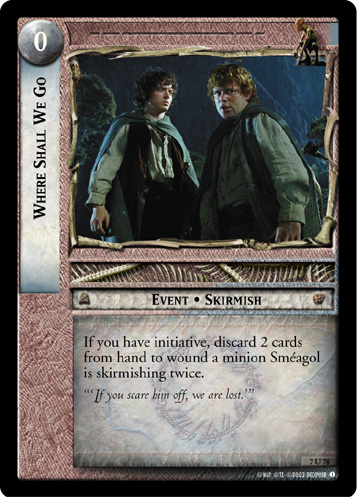 0
WHERE SHALL WE GO
EVENT • SKIRMISH
If you have initiative, discard 2 cards
from hand to wound a minion Sméagol
is skirmishing twice.
“‘If you scare him off, we are lost.’”